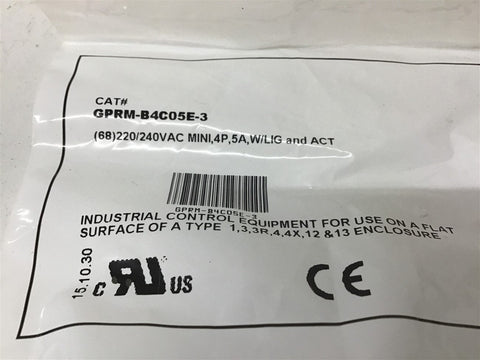 CAT#
GPRM-B4C05E-3
(68)220/240VAC MINI,4P,5A,W/LIG and ACT
GPRM-B4C05E-3
INDUSTRIAL CONTROL EQUIPMENT FOR USE ON A FLAT
SURFACE OF A TYPE 1,3,3R,4,4X,12 &13 ENCLOSURE
15.10.30
c RU US
CE